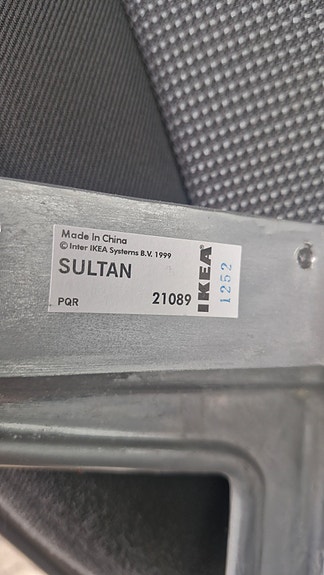 Made In China
© Inter IKEA Systems B.V. 1999
SULTAN
PQR 21089
IKEA
1252